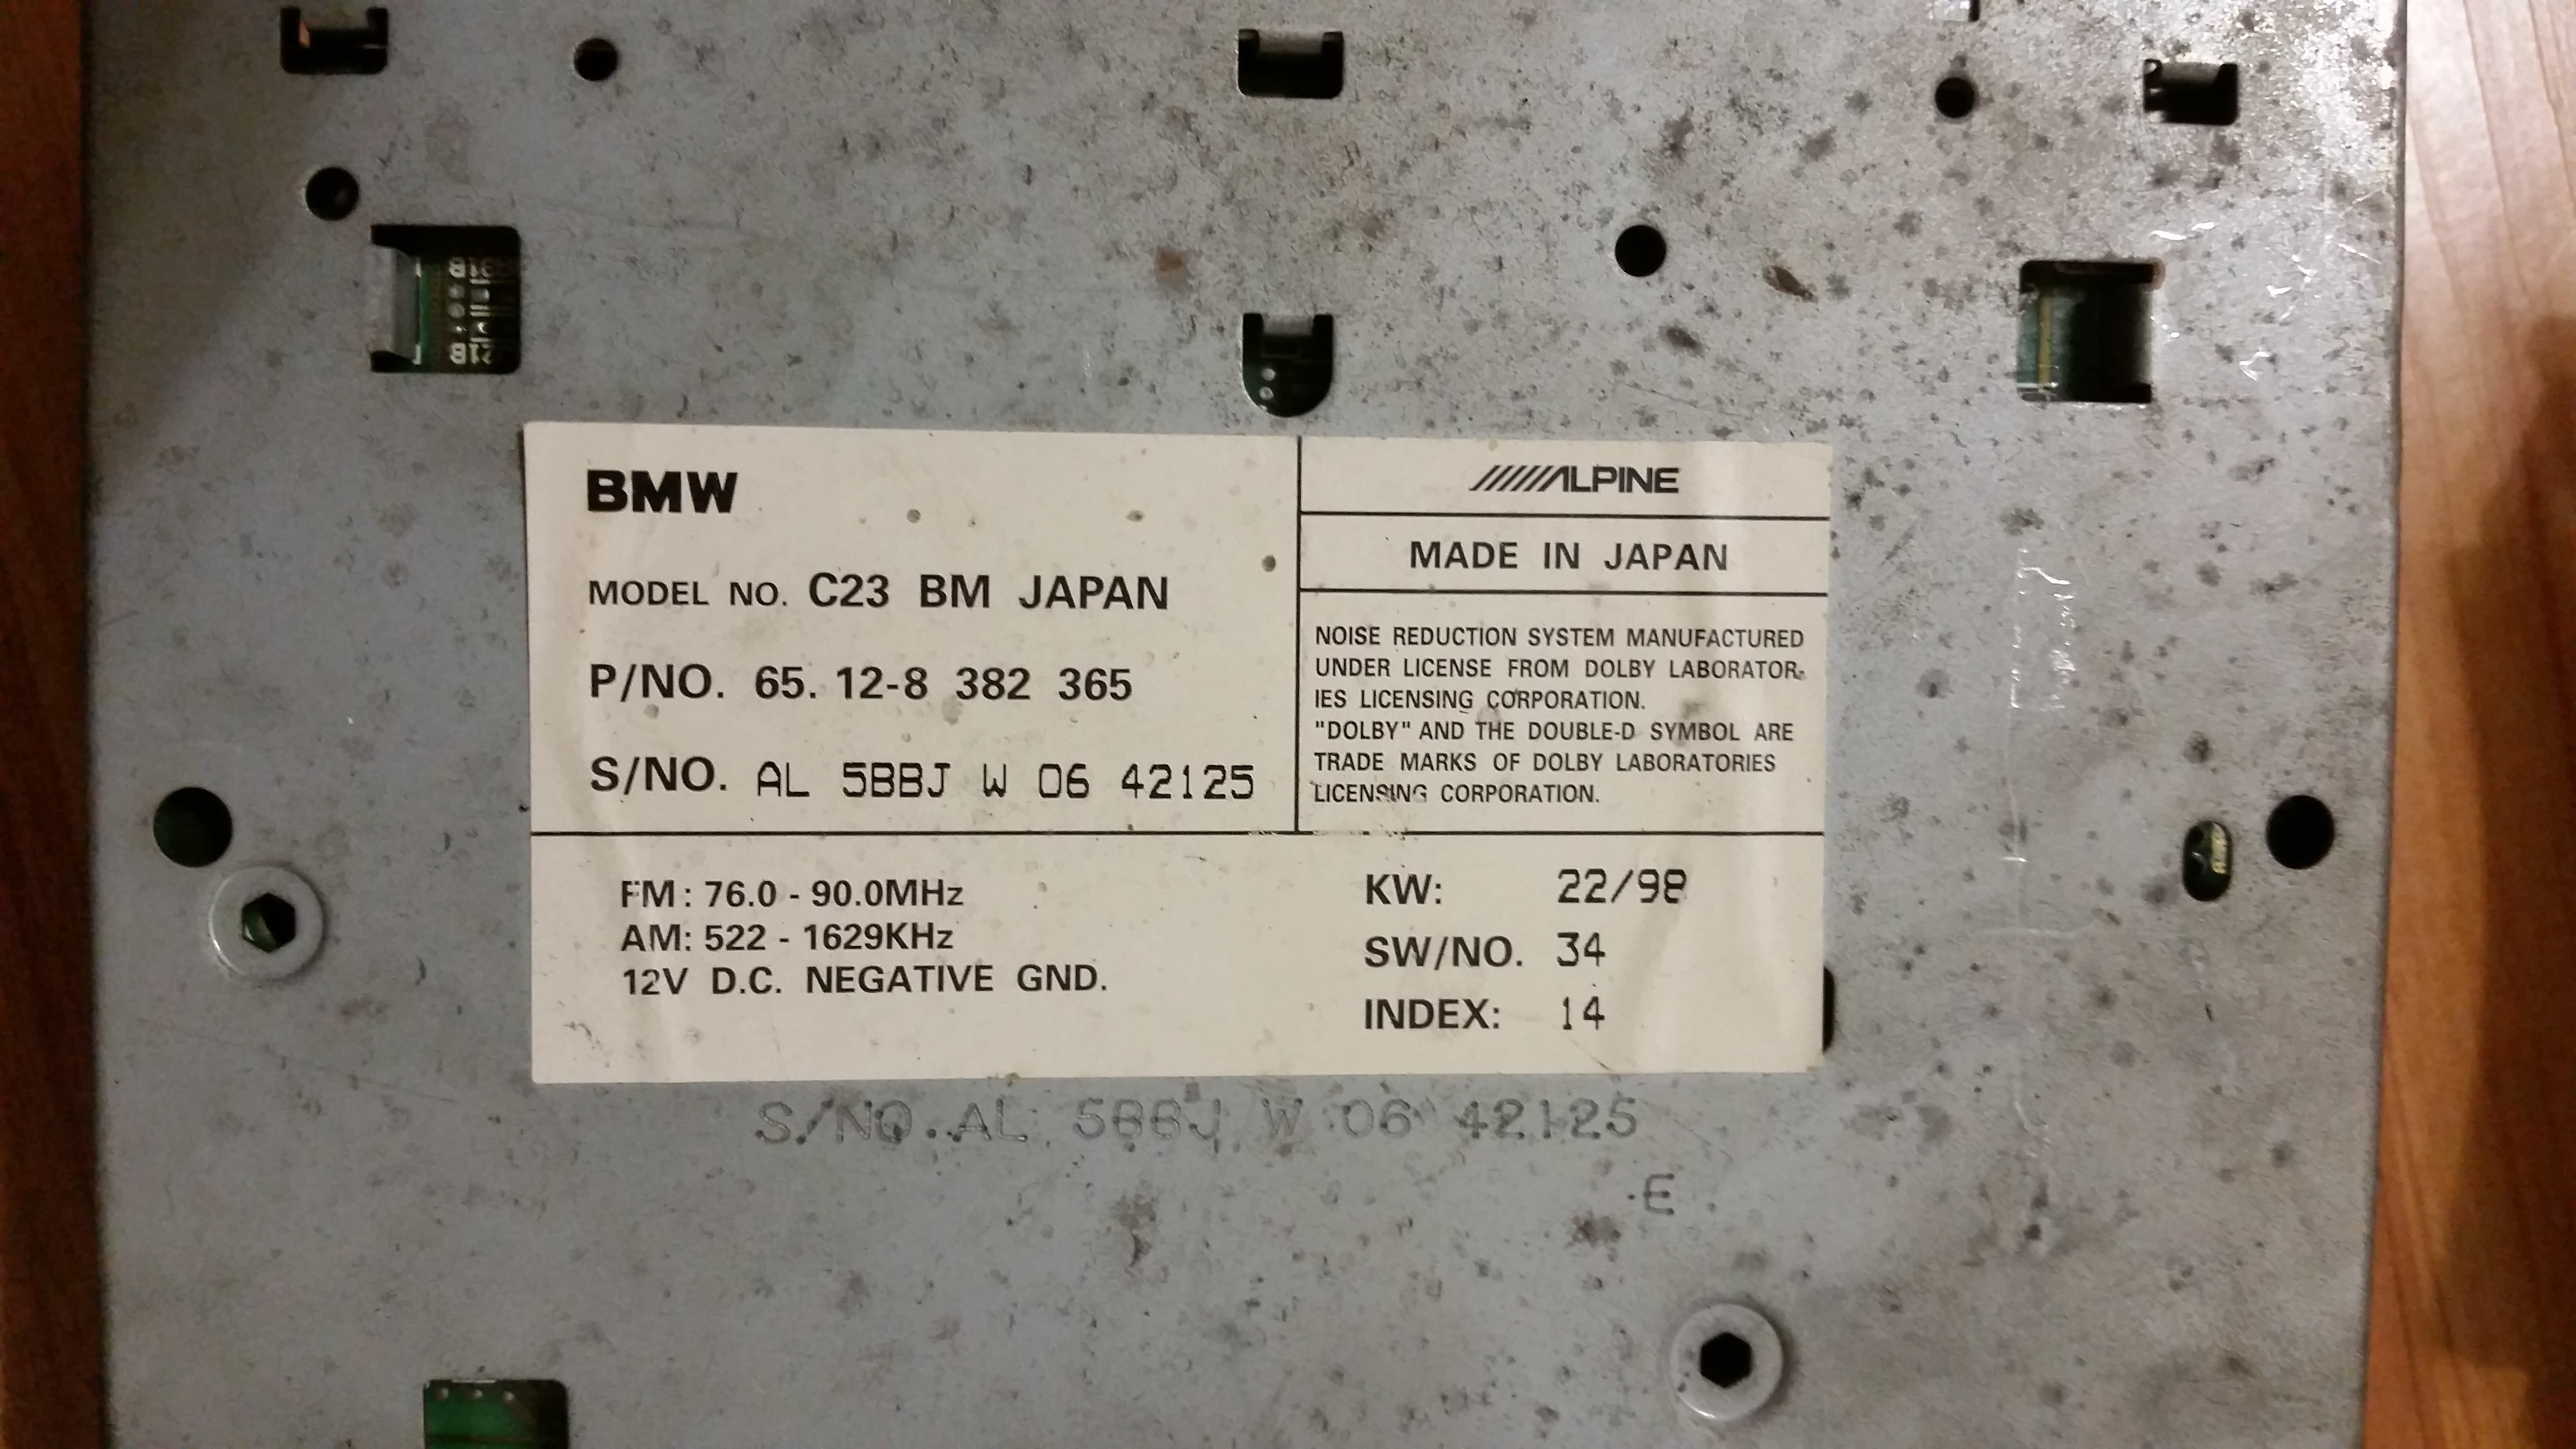 BMW
MODEL NO. C23 BM JAPAN
P/NO. 65. 12-8 382 365
S/NO. AL 5BBJ W 06 42125
ALPINE
MADE IN JAPAN
NOISE REDUCTION SYSTEM MANUFACTURED
UNDER LICENSE FROM DOLBY LABORATOR-
IES LICENSING CORPORATION.
"DOLBY" AND THE DOUBLE-D SYMBOL ARE
TRADE MARKS OF DOLBY LABORATORIES
LICENSING CORPORATION.
FM: 76.0 - 90.0MHz
AM: 522 - 1629KHz
12V D.C. NEGATIVE GND.
KW: 22/98
SW/NO. 34
INDEX: 14
S/NO. AL 5BBJ W 06 42125
E